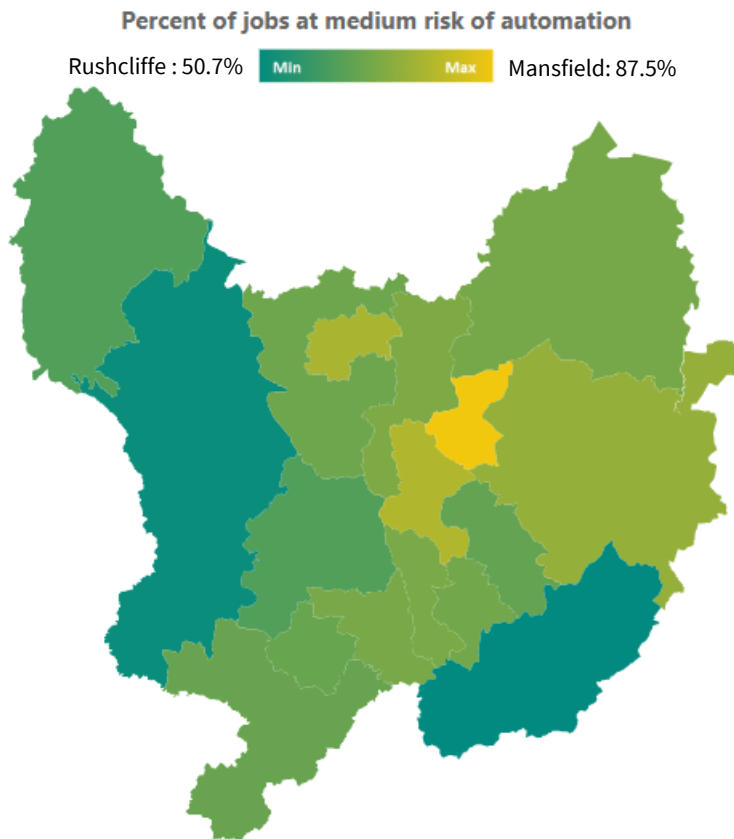 Percent of jobs at medium risk of automation
Rushcliffe : 50.7% Min Max Mansfield: 87.5%